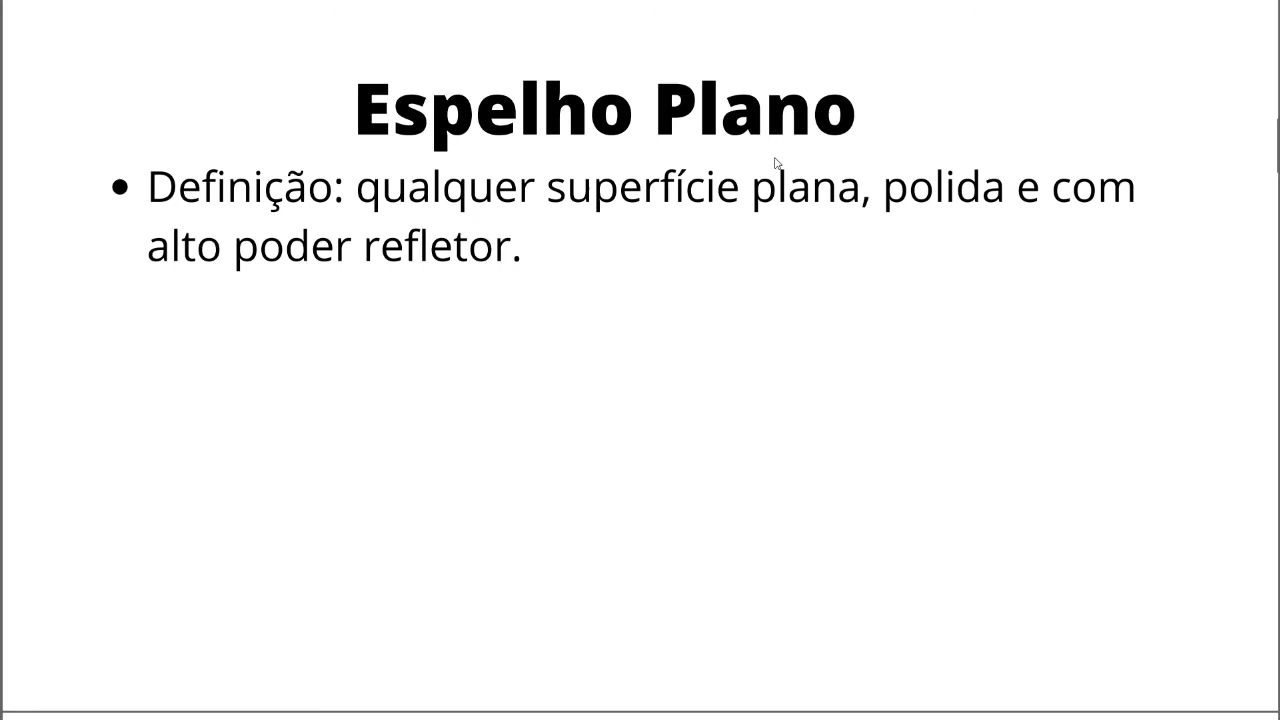 Espelho Plano
• Definição: qualquer superfície plana, polida e com
alto poder refletor.